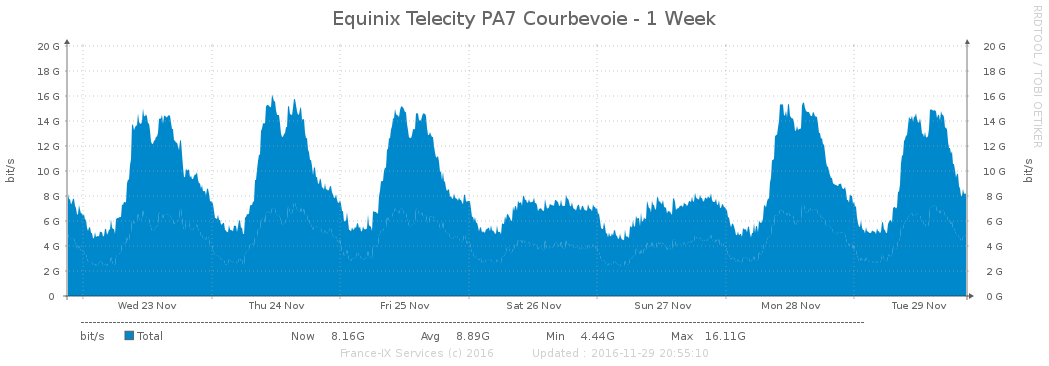 Equinix Telecity PA7 Courbevoie - 1 Week
RRDTOOL / TOBI OETIKER
bit/s
20 G
18 G
16 G
14 G
12 G
10 G
8 G
6 G
4 G
2 G
0
20 G
18 G
16 G
14 G
12 G
10 G
8 G
6 G
4 G
2 G
0 G
bit/s
Wed 23 Nov Thu 24 Nov Fri 25 Nov Sat 26 Nov Sun 27 Nov Mon 28 Nov Tue 29 Nov
bit/s Total Now 8.16G Avg 8.89G Min 4.44G Max 16.11G
France-IX Services (c) 2016 Updated : 2016-11-29 20:55:10